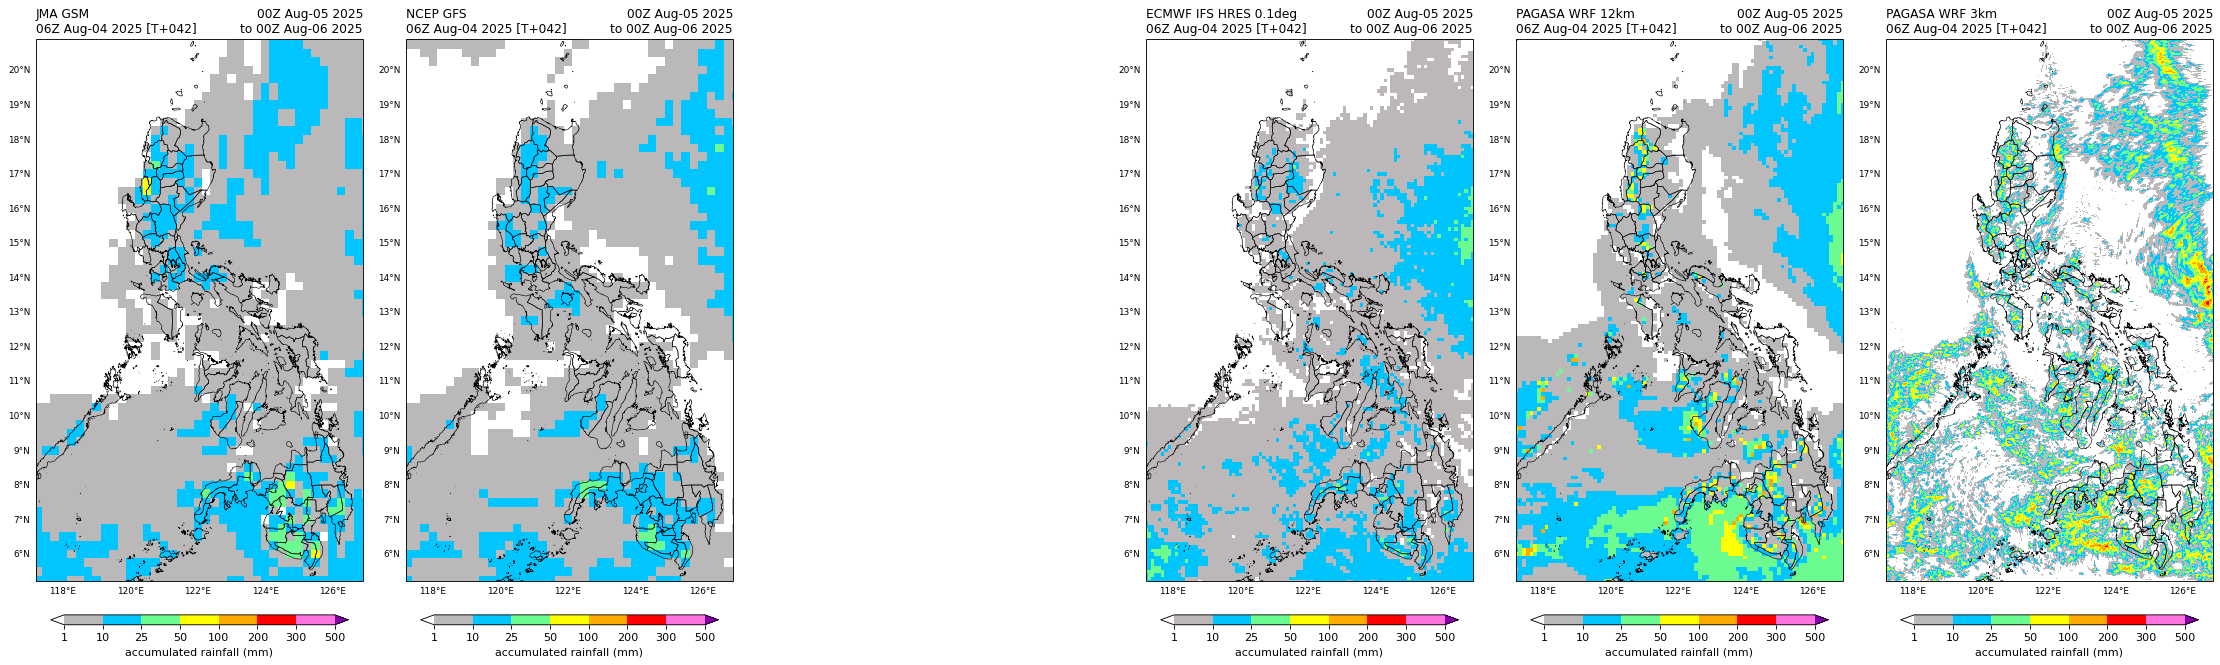 JMA GSM 00Z Aug-05 2025
06Z Aug-04 2025 [T+042] to 00Z Aug-06 2025
20°N
19°N
18°N
17°N
16°N
15°N
14°N
13°N
12°N
11°N
10°N
9°N
8°N
7°N
6°N
118°E 120°E 122°E 124°E 126°E
1 10 25 50 100 200 300 500
accumulated rainfall (mm)
NCEP GFS 00Z Aug-05 2025
06Z Aug-04 2025 [T+042] to 00Z Aug-06 2025
20°N
19°N
18°N
17°N
16°N
15°N
14°N
13°N
12°N
11°N
10°N
9°N
8°N
7°N
6°N
118°E 120°E 122°E 124°E 126°E
1 10 25 50 100 200 300 500
accumulated rainfall (mm)
ECMWF IFS HRES 0.1deg 00Z Aug-05 2025
06Z Aug-04 2025 [T+042] to 00Z Aug-06 2025
20°N
19°N
18°N
17°N
16°N
15°N
14°N
13°N
12°N
11°N
10°N
9°N
8°N
7°N
6°N
118°E 120°E 122°E 124°E 126°E
1 10 25 50 100 200 300 500
accumulated rainfall (mm)
PAGASA WRF 12km 00Z Aug-05 2025
06Z Aug-04 2025 [T+042] to 00Z Aug-06 2025
20°N
19°N
18°N
17°N
16°N
15°N
14°N
13°N
12°N
11°N
10°N
9°N
8°N
7°N
6°N
118°E 120°E 122°E 124°E 126°E
1 10 25 50 100 200 300 500
accumulated rainfall (mm)
PAGASA WRF 3km 00Z Aug-05 2025
06Z Aug-04 2025 [T+042] to 00Z Aug-06 2025
20°N
19°N
18°N
17°N
16°N
15°N
14°N
13°N
12°N
11°N
10°N
9°N
8°N
7°N
6°N
118°E 120°E 122°E 124°E 126°E
1 10 25 50 100 200 300 500
accumulated rainfall (mm)